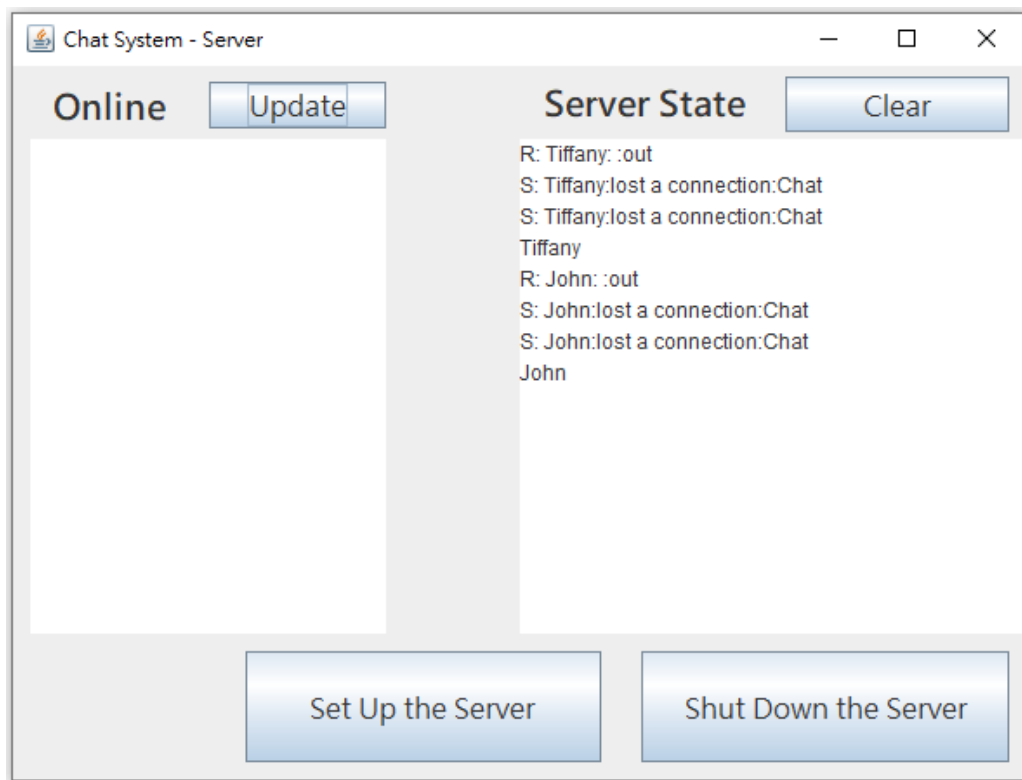 Chat System - Server
Online
Update
Server State
Clear
R: Tiffany: :out
S: Tiffany:lost a connection:Chat
S: Tiffany:lost a connection:Chat
Tiffany
R: John: :out
S: John:lost a connection:Chat
S: John:lost a connection:Chat
John
Set Up the Server
Shut Down the Server